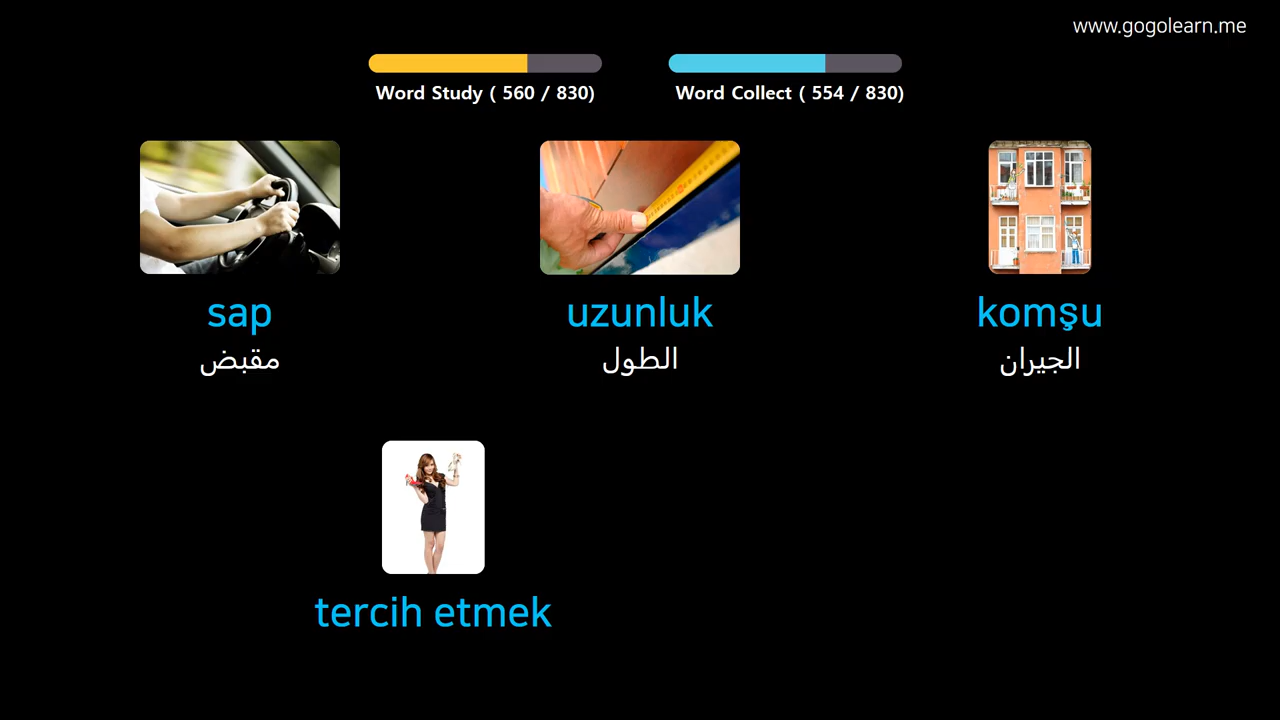 www.gogolearn.me
Word Study ( 560 / 830)
Word Collect ( 554 / 830)
sap
مقبض
uzunluk
الطول
komşu
الجيران
tercih etmek